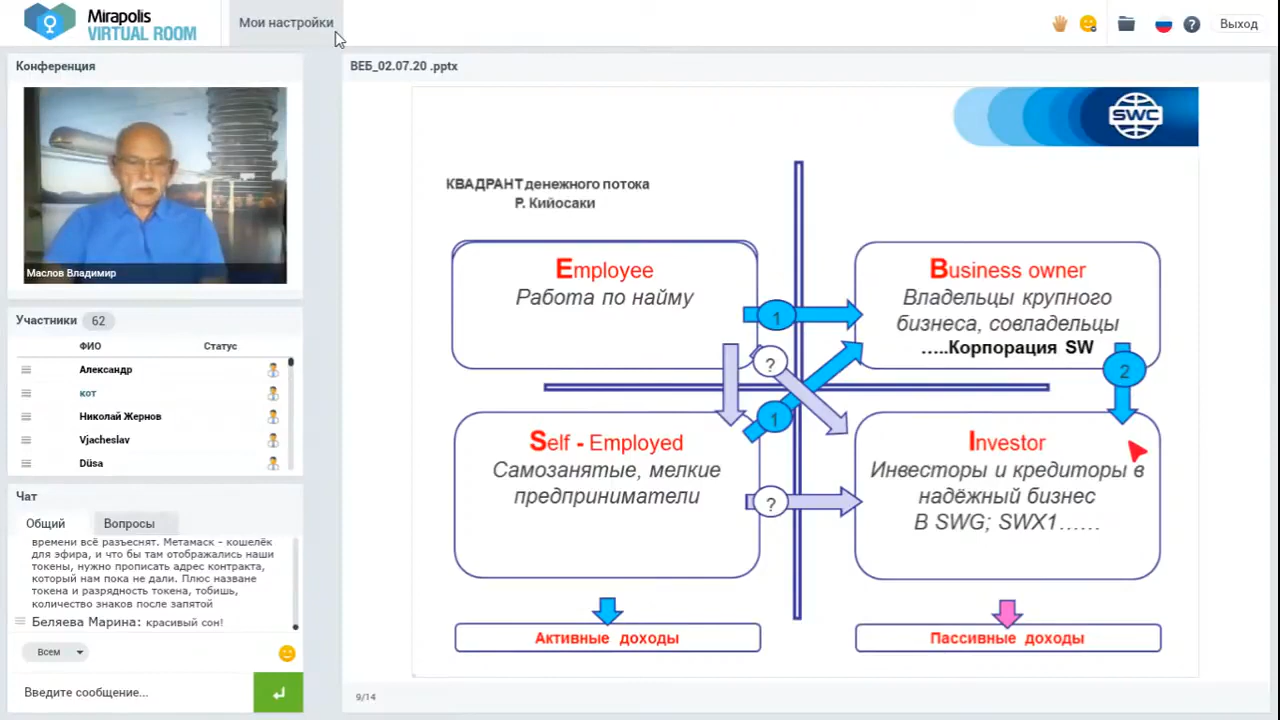 Mirapolis
VIRTUAL ROOM
Мои настройки
Выход
Конференция
Маслов Владимир
Участники 62
ФИО Статус
Александр
кот
Николай Жернов
Vjacheslav
Düsa
Чат
Общий Вопросы
времени всё разъеснят. Метамаск - кошелёк
для эфира, и что бы там отображались наши
токены, нужно прописать адрес контракта,
который нам пока не дали. Плюс назване
токена и разрядность токена, тобишь,
количество знаков после запятой
Беляева Марина: красивый сон!
Всем
Введите сообщение...
ВЕБ_02.07.20 .pptx
SWC
КВАДРАНТ денежного потока
Р. Кийосаки
Employee
Работа по найму
Business owner
Владельцы крупного
бизнеса, совладельцы
.....Корпорация SW
1
?
2
1
Self - Employed
Самозанятые, мелкие
предприниматели
?
Investor
Инвесторы и кредиторы в
надёжный бизнес
В SWG; SWX1......
Активные доходы
Пассивные доходы
9/14